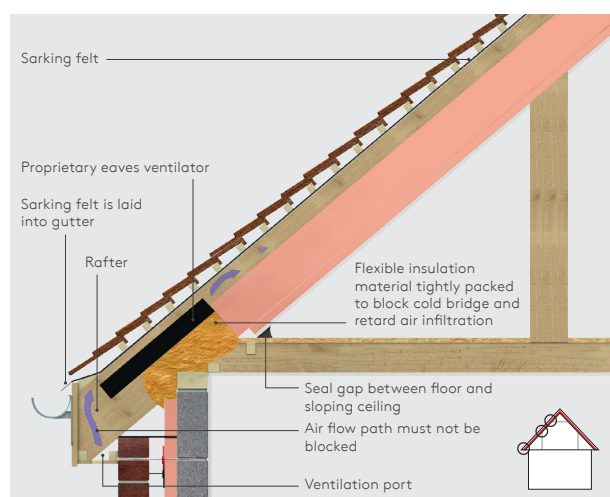 Sarking felt
Proprietary eaves ventilator
Sarking felt is laid
into gutter
Rafter
Flexible insulation
material tightly packed
to block cold bridge and
retard air infiltration
Seal gap between floor and
sloping ceiling
Air flow path must not be
blocked
Ventilation port